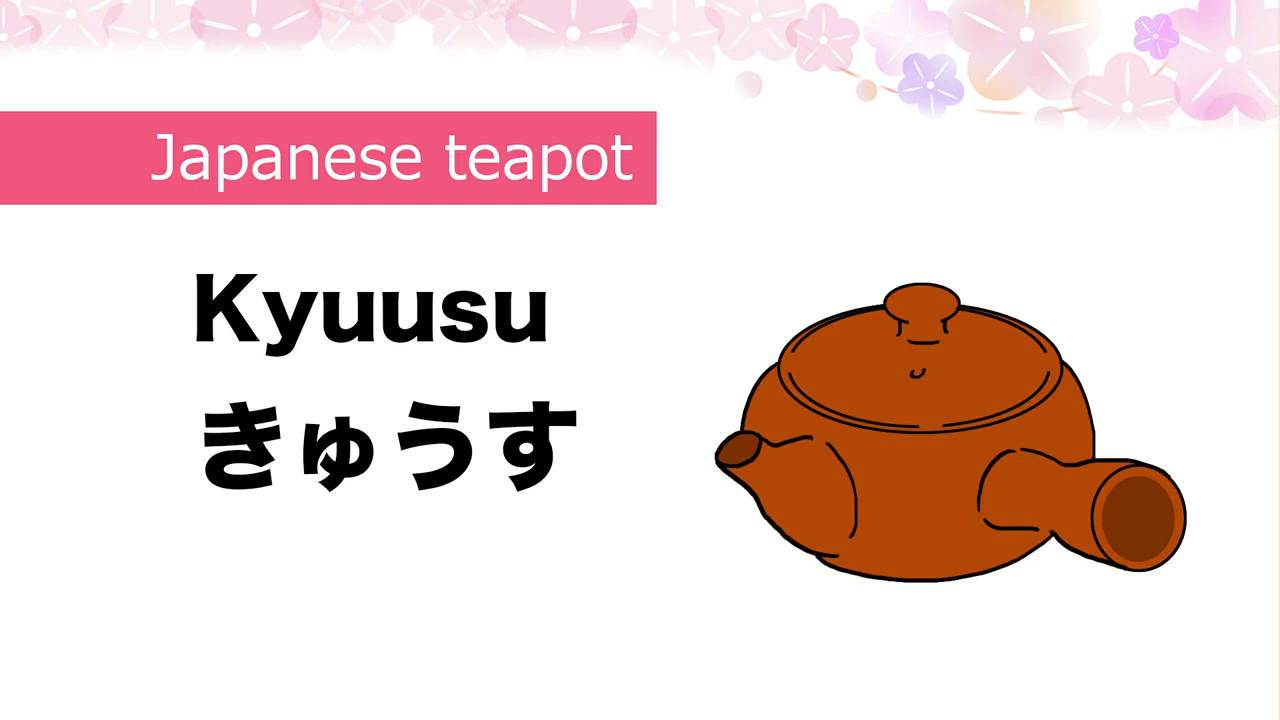 Japanese teapot
Kyuusu
きゅうす